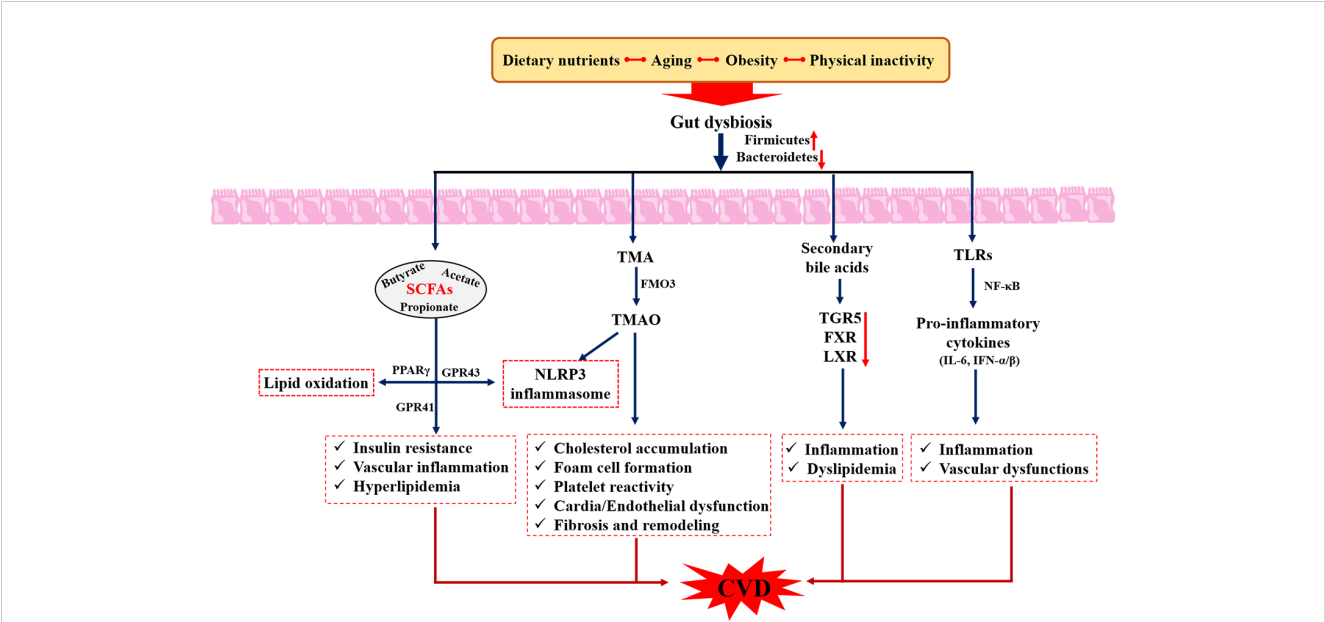 Dietary nutrients Aging Obesity Physical inactivity
Gut dysbiosis
Firmicutes
Bacteroidetes
Butyrate
Acetate
SCFAs
Propionate
PPARγ
GPR43
GPR41
Lipid oxidation
Insulin resistance
Vascular inflammation
Hyperlipidemia
TMA
FMO3
TMAO
NLRP3
inflammasome
Cholesterol accumulation
Foam cell formation
Platelet reactivity
Cardia/Endothelial dysfunction
Fibrosis and remodeling
Secondary
bile acids
TGR5
FXR
LXR
Inflammation
Dyslipidemia
TLRs
NF-κB
Pro-inflammatory
cytokines
(IL-6, IFN-α/β)
Inflammation
Vascular dysfunctions
CVD